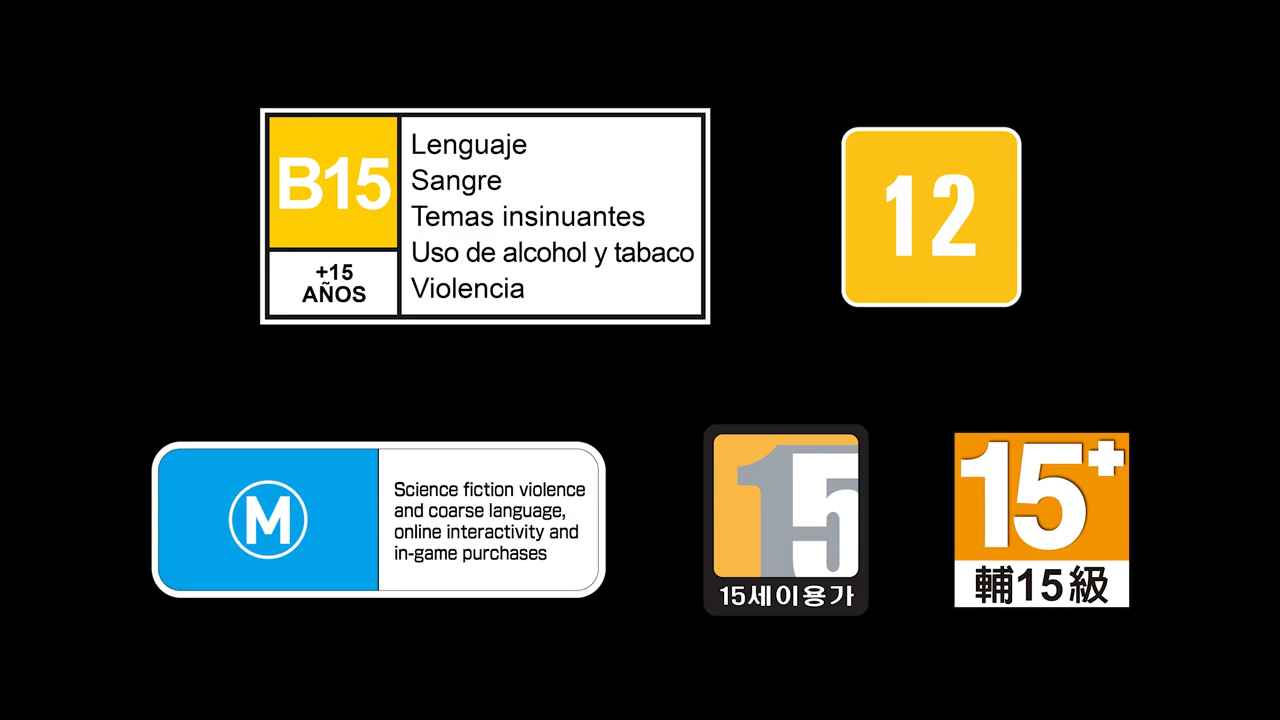 B15
+15
AÑOS
Lenguaje
Sangre
Temas insinuantes
Uso de alcohol y tabaco
Violencia
12
M
Science fiction violence
and coarse language,
online interactivity and
in-game purchases
15
15세이용가
15+
輔15級